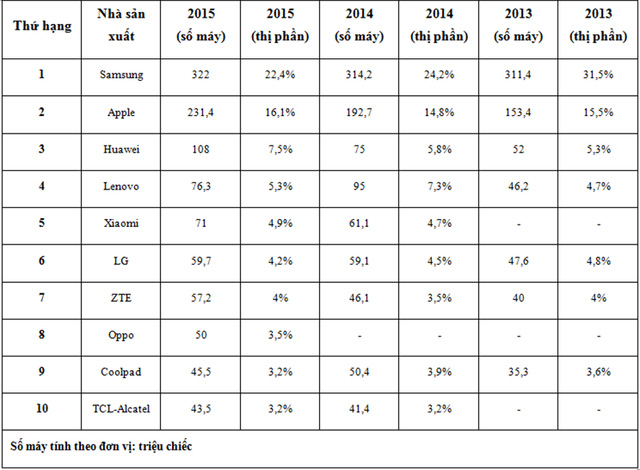 Thứ hạng Nhà sản xuất 2015 (số máy) 2015 (thị phần) 2014 (số máy) 2014 (thị phần) 2013 (số máy) 2013 (thị phần)
1 Samsung 322 22,4% 314,2 24,2% 311,4 31,5%
2 Apple 231,4 16,1% 192,7 14,8% 153,4 15,5%
3 Huawei 108 7,5% 75 5,8% 52 5,3%
4 Lenovo 76,3 5,3% 95 7,3% 46,2 4,7%
5 Xiaomi 71 4,9% 61,1 4,7% - -
6 LG 59,7 4,2% 59,1 4,5% 47,6 4,8%
7 ZTE 57,2 4% 46,1 3,5% 40 4%
8 Oppo 50 3,5% - - - -
9 Coolpad 45,5 3,2% 50,4 3,9% 35,3 3,6%
10 TCL-Alcatel 43,5 3,2% 41,4 3,2% - -
Số máy tính theo đơn vị: triệu chiếc